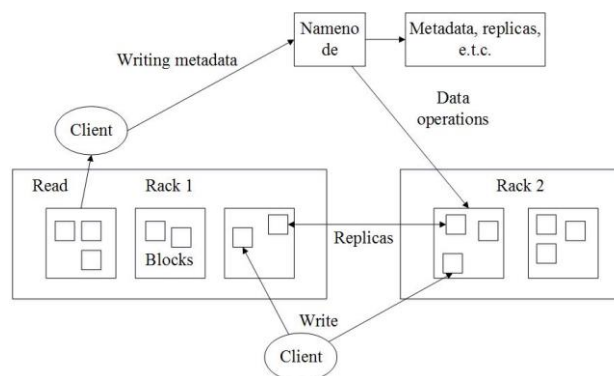 Nameno
de
Metadata, replicas,
e.t.c.
Writing metadata
Client
Data
operations
Read
Rack 1
Rack 2
Blocks
Replicas
Write
Client